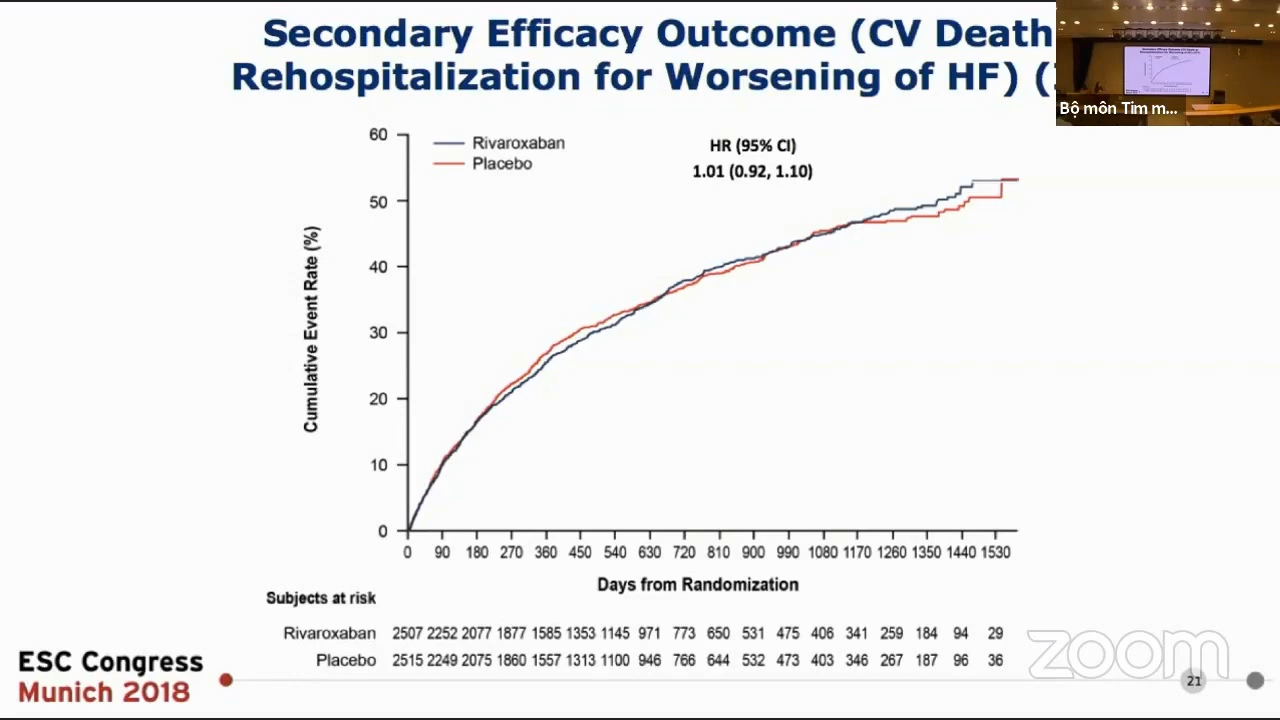 Secondary Efficacy Outcome (CV Death
Rehospitalization for Worsening of HF)
Bộ môn Tim m...
Rivaroxaban
Placebo
HR (95% CI)
1.01 (0.92, 1.10)
Cumulative Event Rate (%)
60
50
40
30
20
10
0
0 90 180 270 360 450 540 630 720 810 900 990 1080 1170 1260 1350 1440 1530
Days from Randomization
Subjects at risk
Rivaroxaban 2507 2252 2077 1877 1585 1353 1145 971 773 650 531 475 406 341 259 184 94 29
Placebo 2515 2249 2075 1860 1557 1313 1100 946 766 644 532 473 403 346 267 187 96 36
ESC Congress
Munich 2018
zoom
21